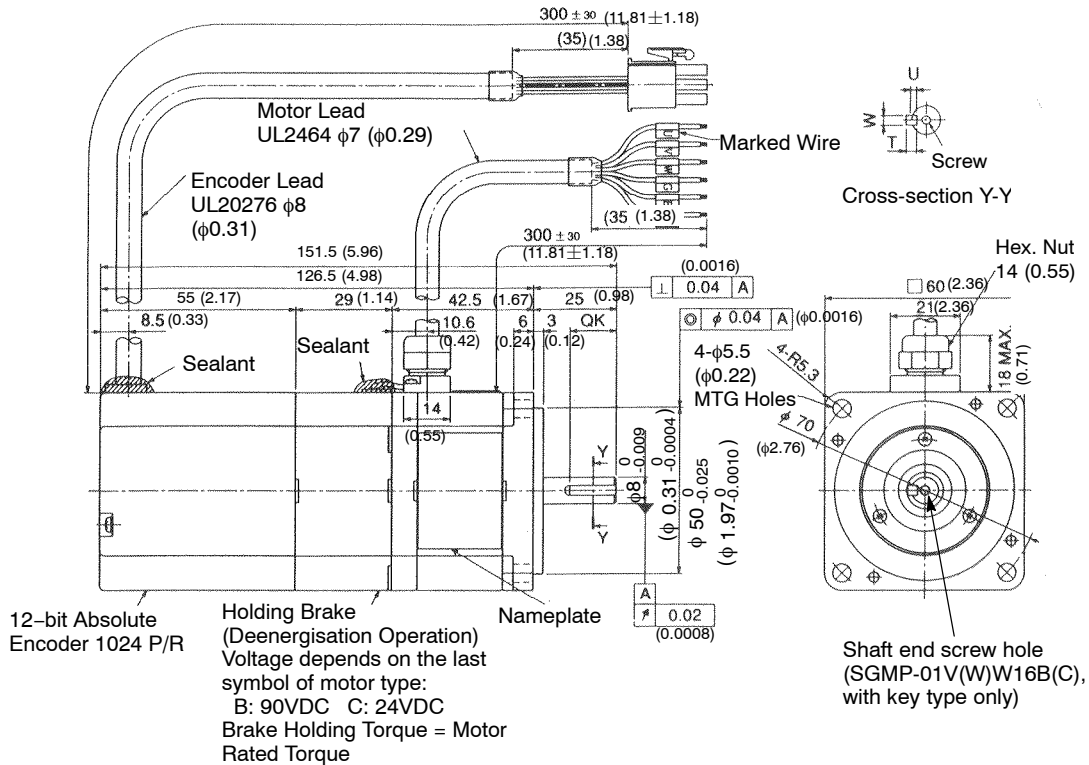 300 ± 30 (11.81±1.18)
(35) (1.38)
Motor Lead
UL2464 ϕ7 (ϕ0.29)
Marked Wire
U
V
W
G
Encoder Lead
UL20276 ϕ8
(ϕ0.31)
(35 (1.38)
300 ± 30
(11.81±1.18)
U
W
T
Screw
Cross-section Y-Y
151.5 (5.96)
126.5 (4.98)
55 (2.17)
29 (1.14)
42.5 (1.67)
25 (0.98)
8.5 (0.33)
10.6
(0.42)
6
(0.24)
3
(0.12)
QK
(0.0016)
⊥ 0.04 A
◎ ϕ 0.04 A (ϕ0.0016)
Hex. Nut
14 (0.55)
□ 60 (2.36)
21 (2.36)
18 MAX.
(0.71)
Sealant
Sealant
14
(0.55)
4-ϕ5.5
(ϕ0.22)
MTG Holes
4-R5.3
ϕ 70
(ϕ2.76)
Y
Y
ϕ8 0 -0.009
(ϕ 0.31 0 -0.0004)
ϕ 50 0 -0.025
(ϕ 1.97 0 -0.0010)
A
↗ 0.02
(0.0008)
12–bit Absolute
Encoder 1024 P/R
Holding Brake
(Deenergisation Operation)
Voltage depends on the last
symbol of motor type:
B: 90VDC C: 24VDC
Brake Holding Torque = Motor
Rated Torque
Nameplate
Shaft end screw hole
(SGMP-01V(W)W16B(C),
with key type only)